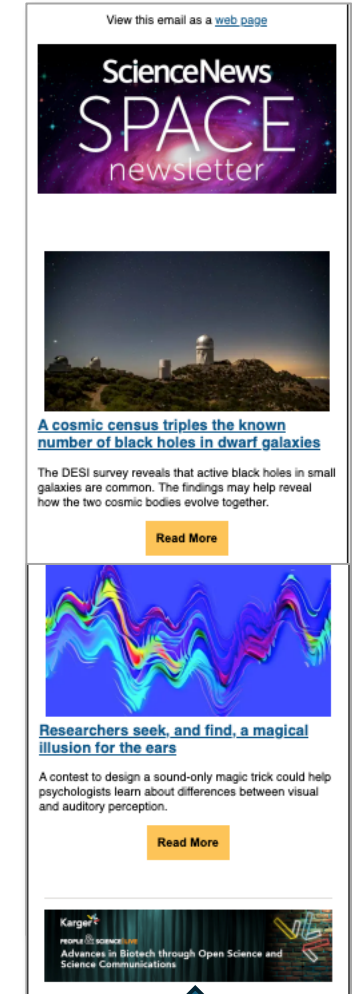 View this email as a web page
ScienceNews
SPACE
newsletter
A cosmic census triples the known
number of black holes in dwarf galaxies
The DESI survey reveals that active black holes in small
galaxies are common. The findings may help reveal
how the two cosmic bodies evolve together.
Read More
Researchers seek, and find, a magical
illusion for the ears
A contest to design a sound-only magic trick could help
psychologists learn about differences between visual
and auditory perception.
Read More
Karger
PEOPLE & SCIENCE LIVE
Advances in Biotech through Open Science and
Science Communications